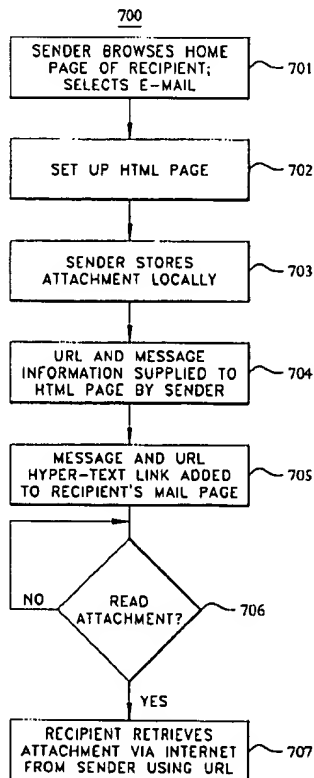 700
SENDER BROWSES HOME
PAGE OF RECIPIENT;
SELECTS E-MAIL
701
SET UP HTML PAGE
702
SENDER STORES
ATTACHMENT LOCALLY
703
URL AND MESSAGE
INFORMATION SUPPLIED TO
HTML PAGE BY SENDER
704
MESSAGE AND URL
HYPER-TEXT LINK ADDED
TO RECIPIENT'S MAIL PAGE
705
NO
READ
ATTACHMENT?
706
YES
RECIPIENT RETRIEVES
ATTACHMENT VIA INTERNET
FROM SENDER USING URL
707